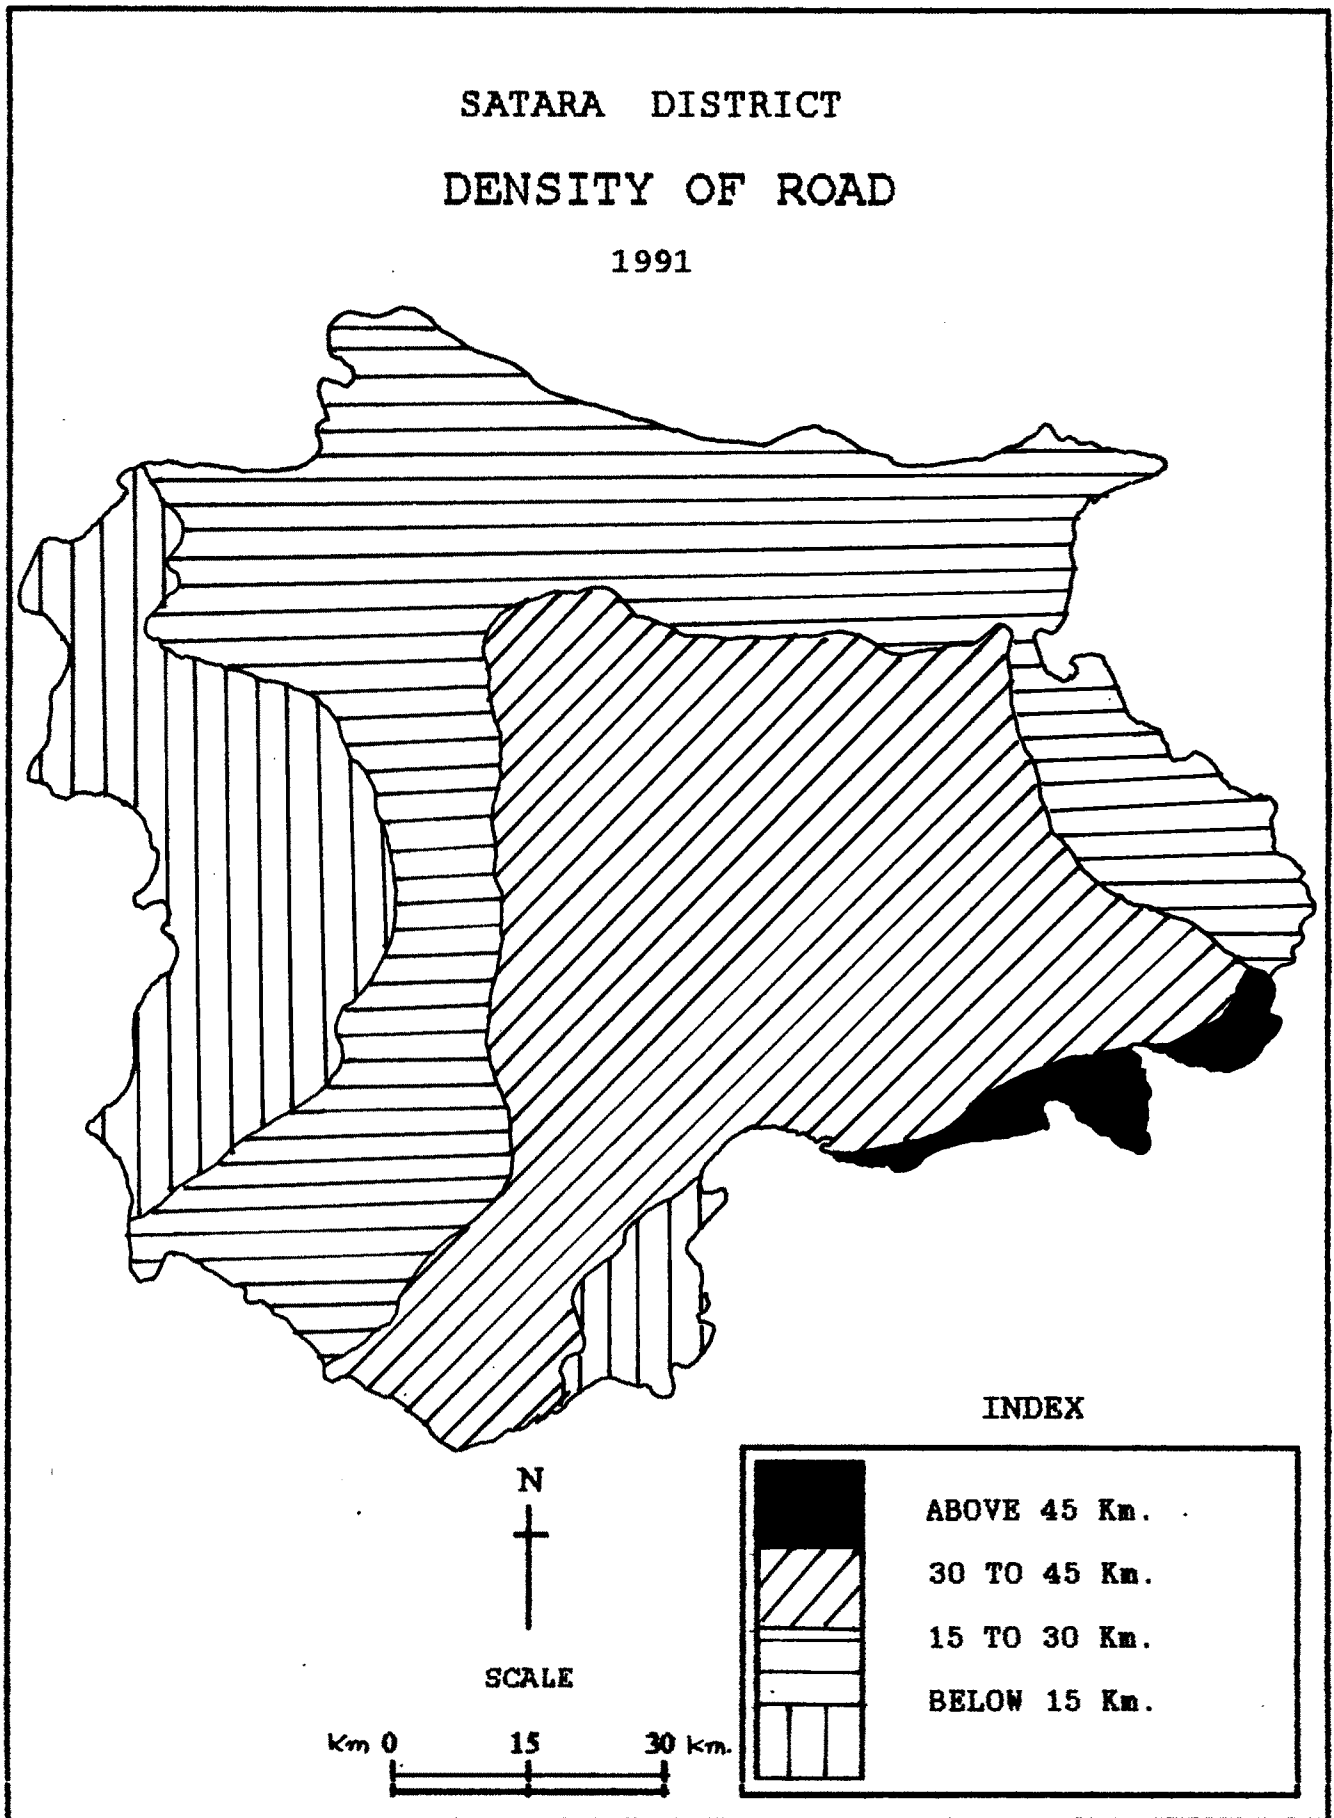 SATARA DISTRICT
DENSITY OF ROAD
1991
INDEX
ABOVE 45 Km.
30 TO 45 Km.
15 TO 30 Km.
BELOW 15 Km.
N
SCALE
Km 0 15 30 Km.